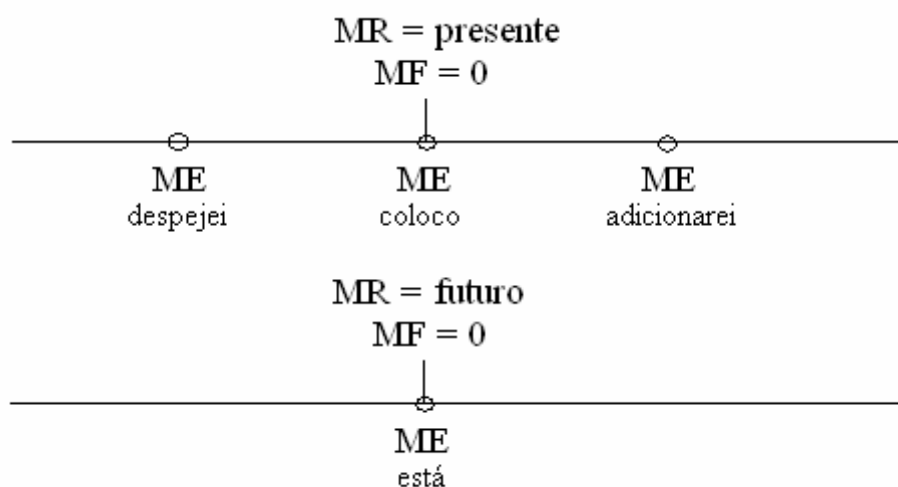 MR = presente
MF = 0
ME ME ME
despejei coloco adicionarei
MR = futuro
MF = 0
ME
está